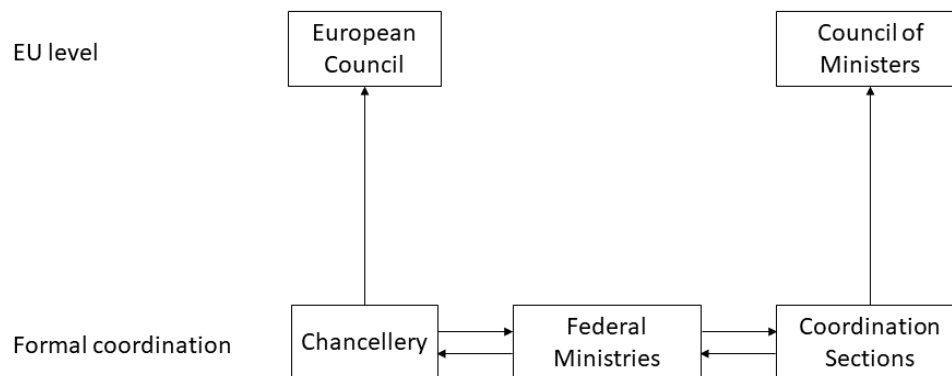 EU level
European
Council
Council of
Ministers
Formal coordination
Chancellery
Federal
Ministries
Coordination
Sections